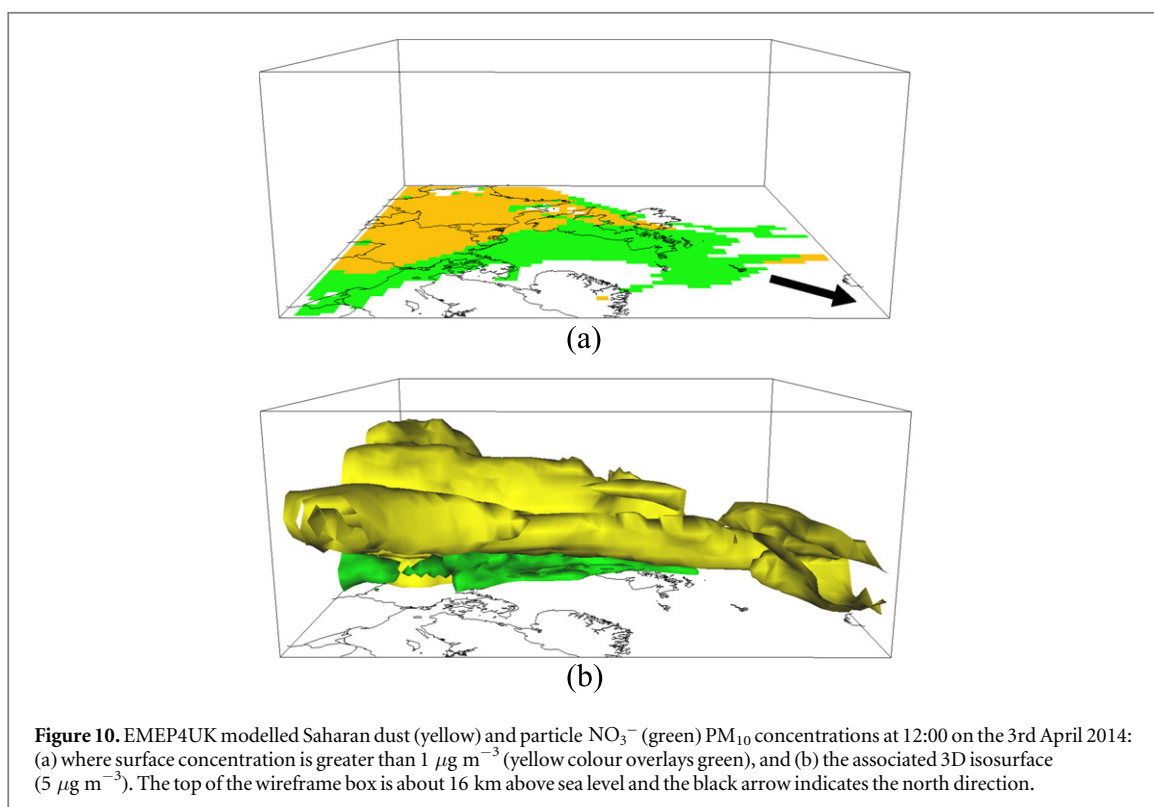 (a)
(b)
Figure 10. EMEP4UK modelled Saharan dust (yellow) and particle NO₃⁻ (green) PM₁₀ concentrations at 12:00 on the 3rd April 2014:
(a) where surface concentration is greater than 1 μg m⁻³ (yellow colour overlays green), and (b) the associated 3D isosurface
(5 μg m⁻³). The top of the wireframe box is about 16 km above sea level and the black arrow indicates the north direction.